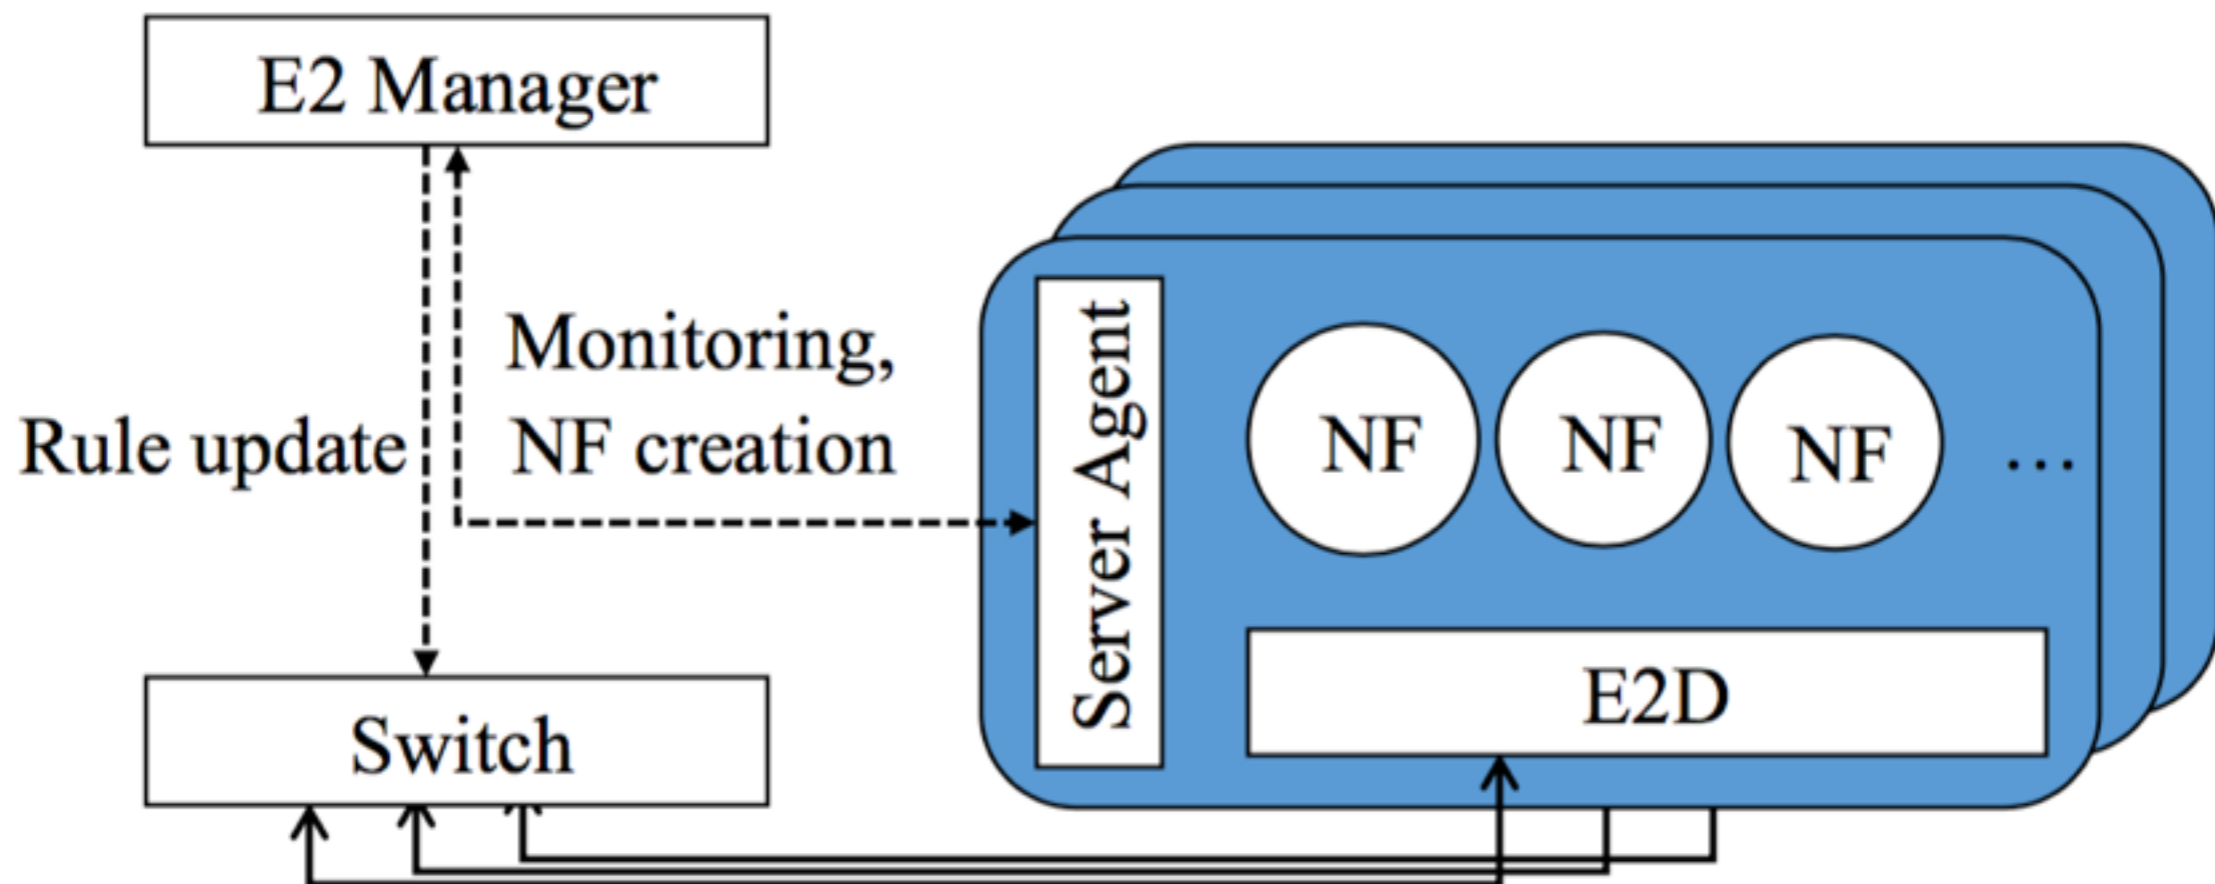 E2 Manager
Monitoring,
Rule update
NF creation
Server Agent
NF
NF
NF
...
E2D
Switch